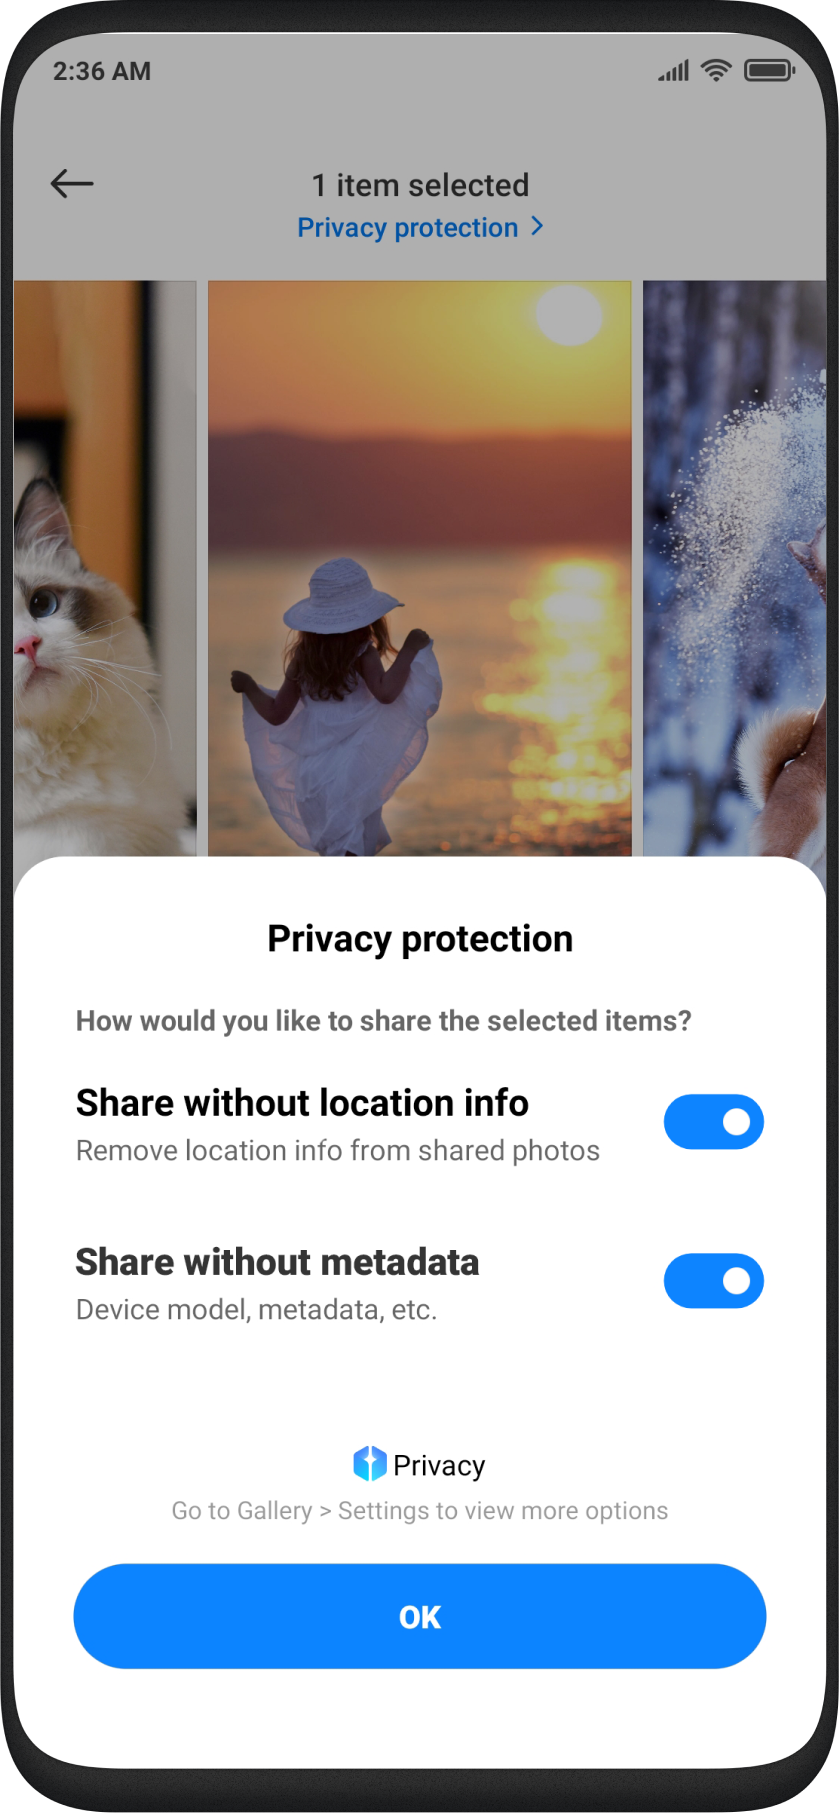 2:36 AM
1 item selected
Privacy protection >
Privacy protection
How would you like to share the selected items?
Share without location info
Remove location info from shared photos
Share without metadata
Device model, metadata, etc.
Privacy
Go to Gallery > Settings to view more options
OK